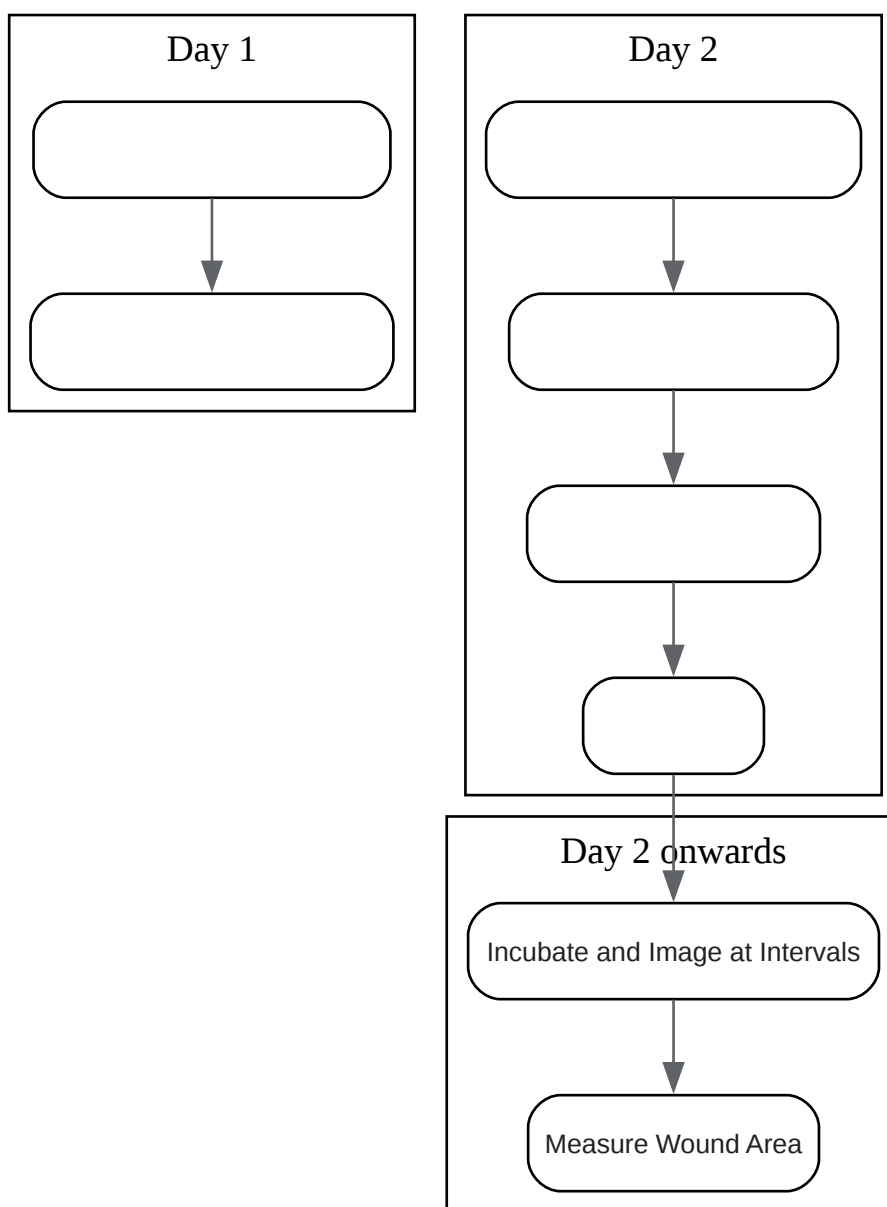 Day 1
Day 2
Day 2 onwards
Incubate and Image at Intervals
Measure Wound Area